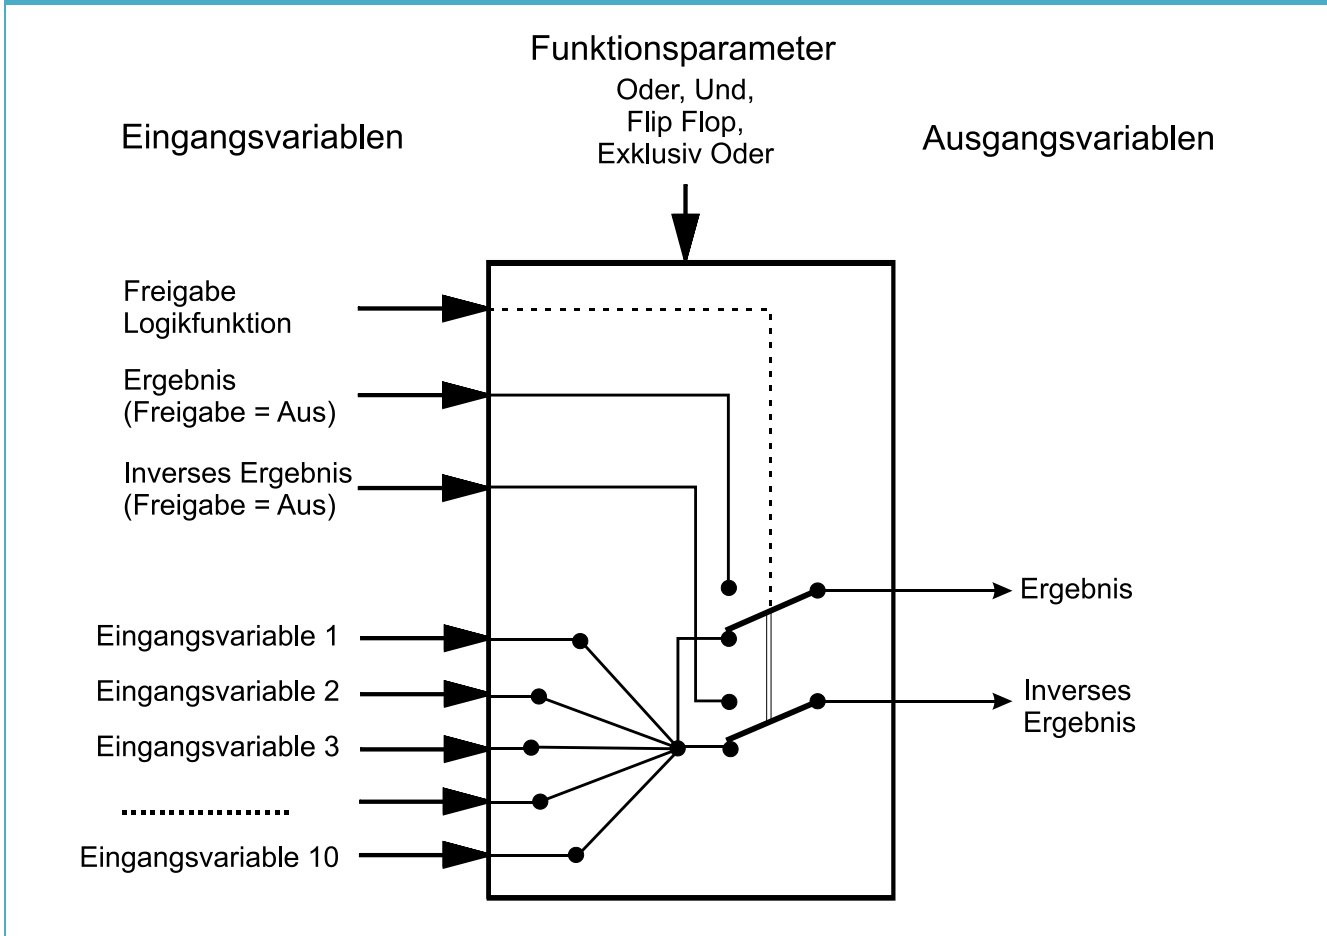 Funktionsparameter
Oder, Und,
Flip Flop,
Exklusiv Oder
Eingangsvariablen
Ausgangsvariablen
Freigabe
Logikfunktion
Ergebnis
(Freigabe = Aus)
Inverses Ergebnis
(Freigabe = Aus)
Eingangsvariable 1
Eingangsvariable 2
Eingangsvariable 3
Eingangsvariable 10
Ergebnis
Inverses
Ergebnis